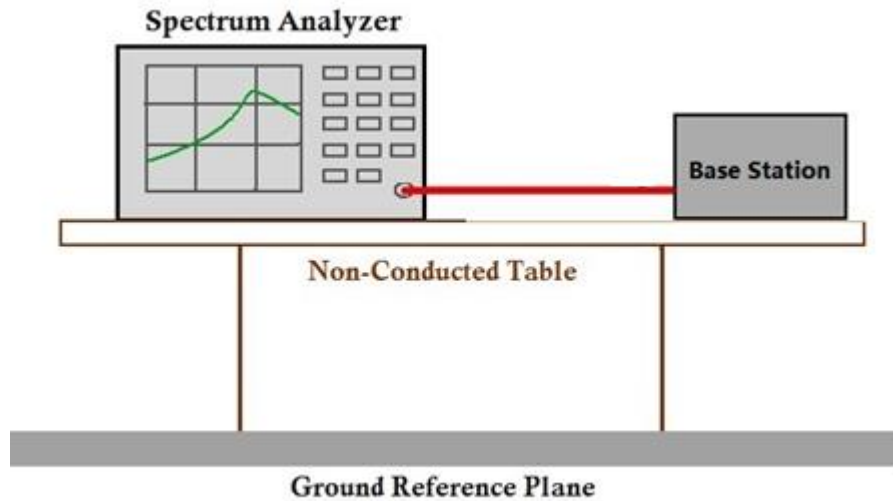 Spectrum Analyzer
Base Station
Non-Conducted Table
Ground Reference Plane